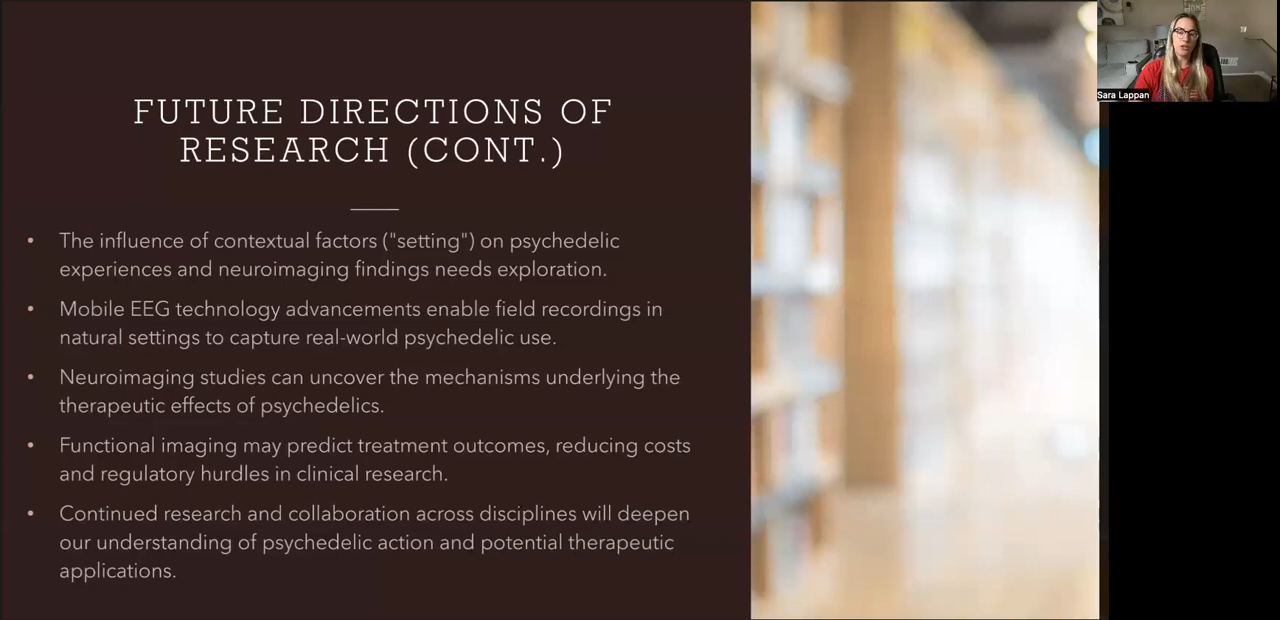 FUTURE DIRECTIONS OF
RESEARCH (CONT.)
• The influence of contextual factors ("setting") on psychedelic
experiences and neuroimaging findings needs exploration.
• Mobile EEG technology advancements enable field recordings in
natural settings to capture real-world psychedelic use.
• Neuroimaging studies can uncover the mechanisms underlying the
therapeutic effects of psychedelics.
• Functional imaging may predict treatment outcomes, reducing costs
and regulatory hurdles in clinical research.
• Continued research and collaboration across disciplines will deepen
our understanding of psychedelic action and potential therapeutic
applications.
Sara Lappan